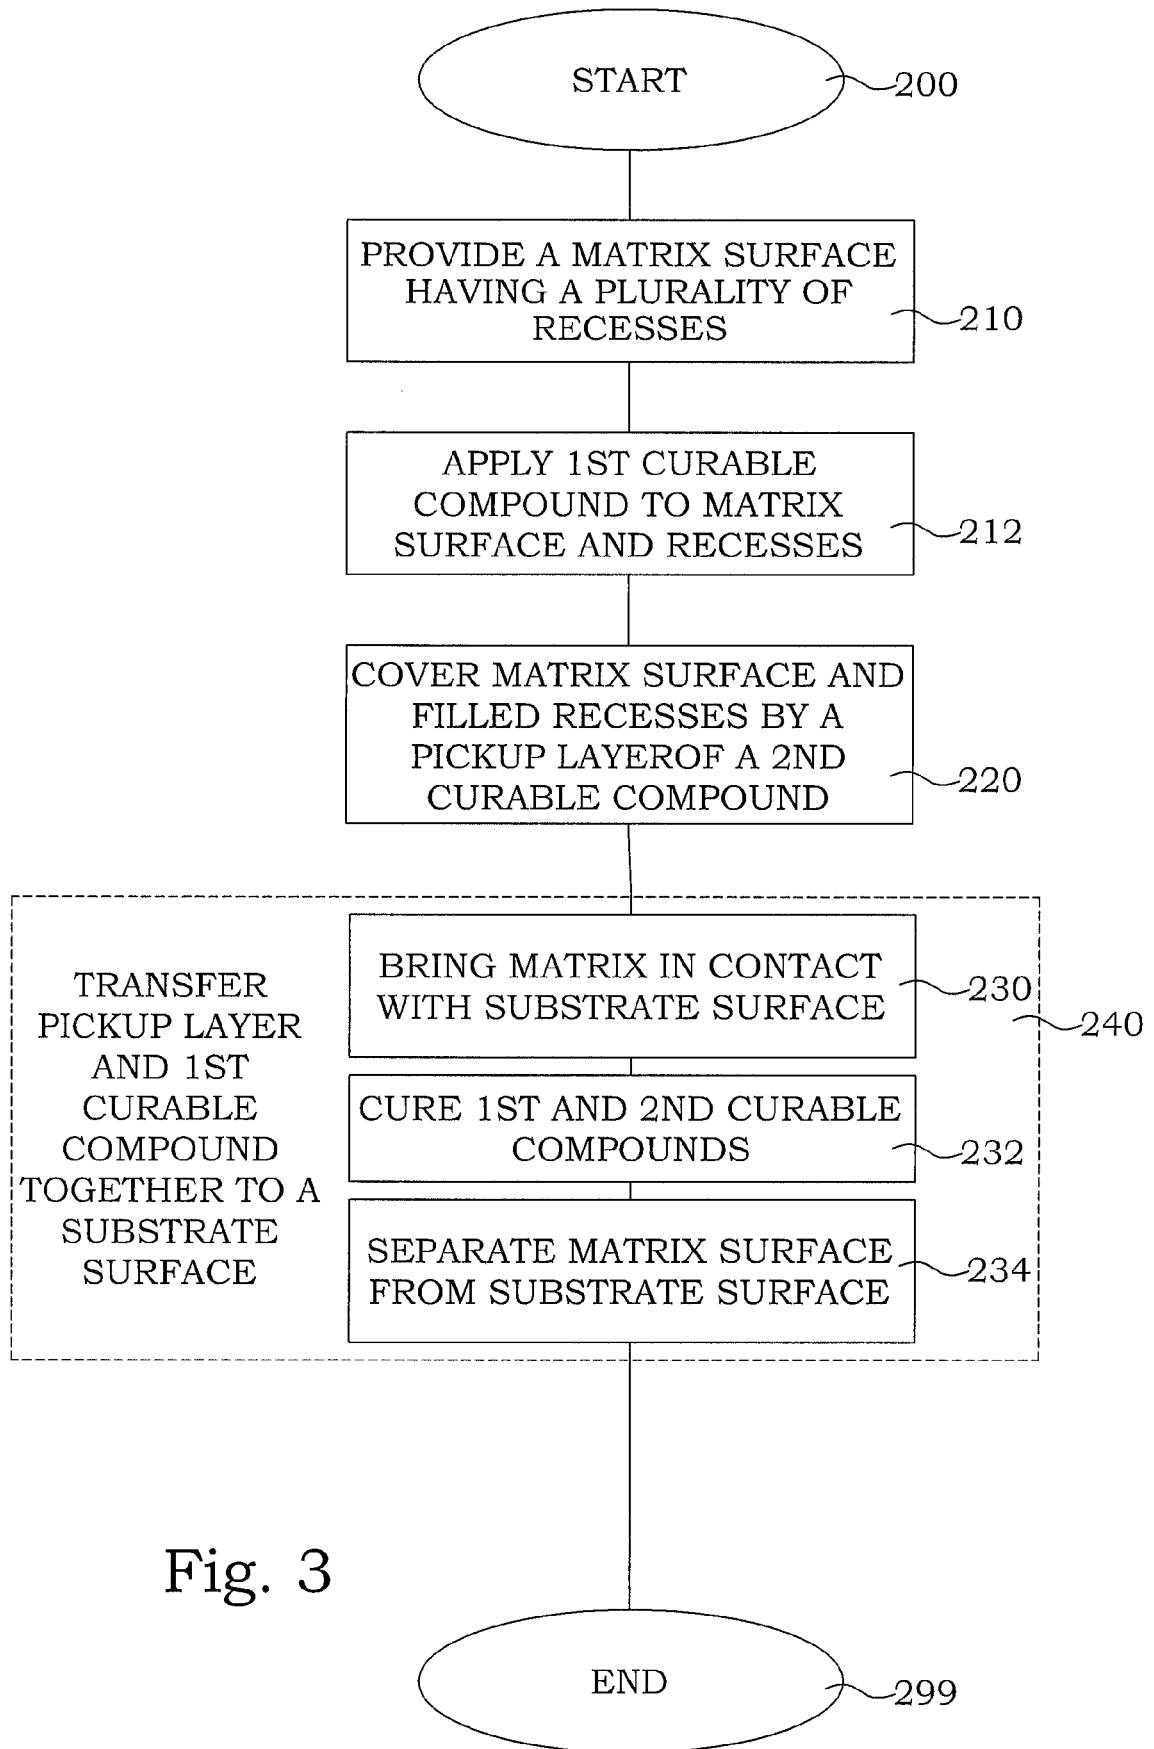 START
200
PROVIDE A MATRIX SURFACE
HAVING A PLURALITY OF
RECESSES
210
APPLY 1ST CURABLE
COMPOUND TO MATRIX
SURFACE AND RECESSES
212
COVER MATRIX SURFACE AND
FILLED RECESSES BY A
PICKUP LAYEROF A 2ND
CURABLE COMPOUND
220
TRANSFER
PICKUP LAYER
AND 1ST
CURABLE
COMPOUND
TOGETHER TO A
SUBSTRATE
SURFACE
BRING MATRIX IN CONTACT
WITH SUBSTRATE SURFACE
230
240
CURE 1ST AND 2ND CURABLE
COMPOUNDS
232
SEPARATE MATRIX SURFACE
FROM SUBSTRATE SURFACE
234
Fig. 3
END
299